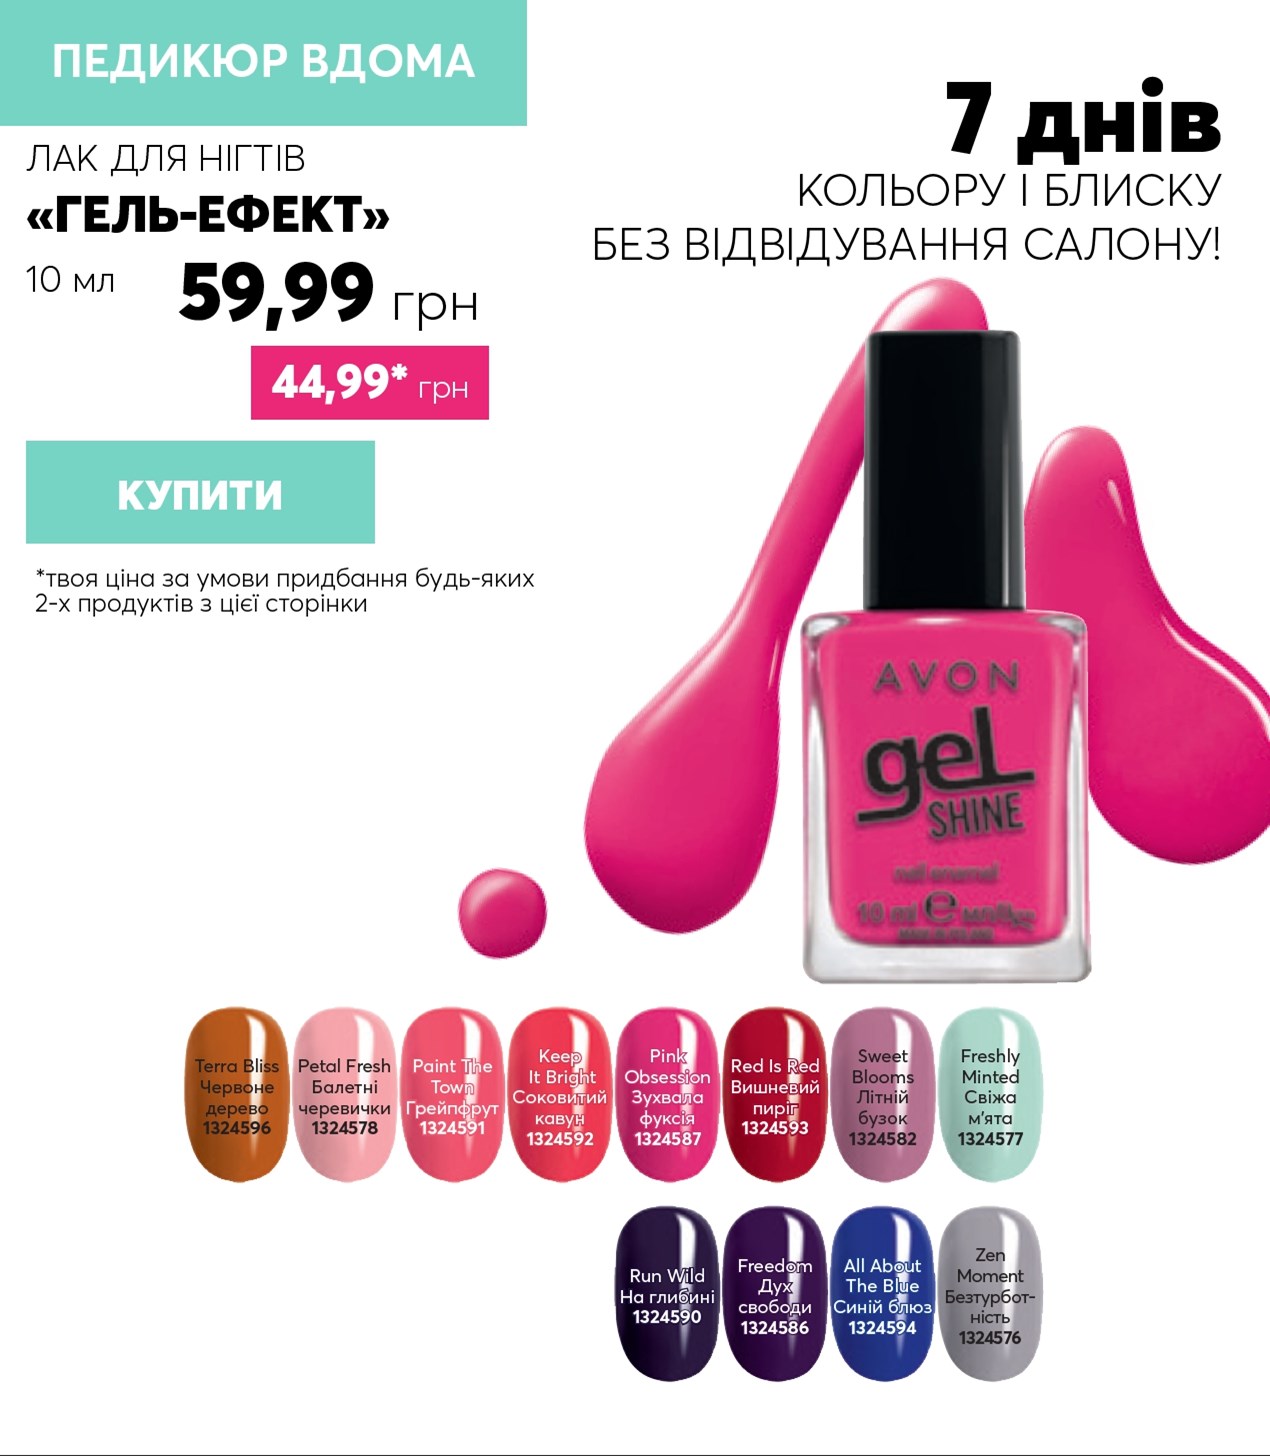 ПЕДИКЮР ВДОМА
ЛАК ДЛЯ НІГТІВ
«ГЕЛЬ-ЕФЕКТ»
10 мл 59,99 грн
44,99* грн
КУПИТИ
*твоя ціна за умови придбання будь-яких
2-х продуктів з цієї сторінки
7 днів
КОЛЬОРУ І БЛИСКУ
БЕЗ ВІДВІДУВАННЯ САЛОНУ!
AVON
gel
SHINE
nail enamel
10 ml e
Terra Bliss
Червоне
дерево
1324596
Petal Fresh
Балетні
черевички
1324578
Paint The
Town
Грейпфрут
1324591
Keep
It Bright
Соковитий
кавун
1324592
Pink
Obsession
Зухвала
фуксія
1324587
Red Is Red
Вишневий
пиріг
1324593
Sweet
Blooms
Літній
бузок
1324582
Freshly
Minted
Свіжа
м'ята
1324577
Run Wild
На глибині
1324590
Freedom
Дух
свободи
1324586
All About
The Blue
Синій блюз
1324594
Zen
Moment
Безтурбот-
ність
1324576